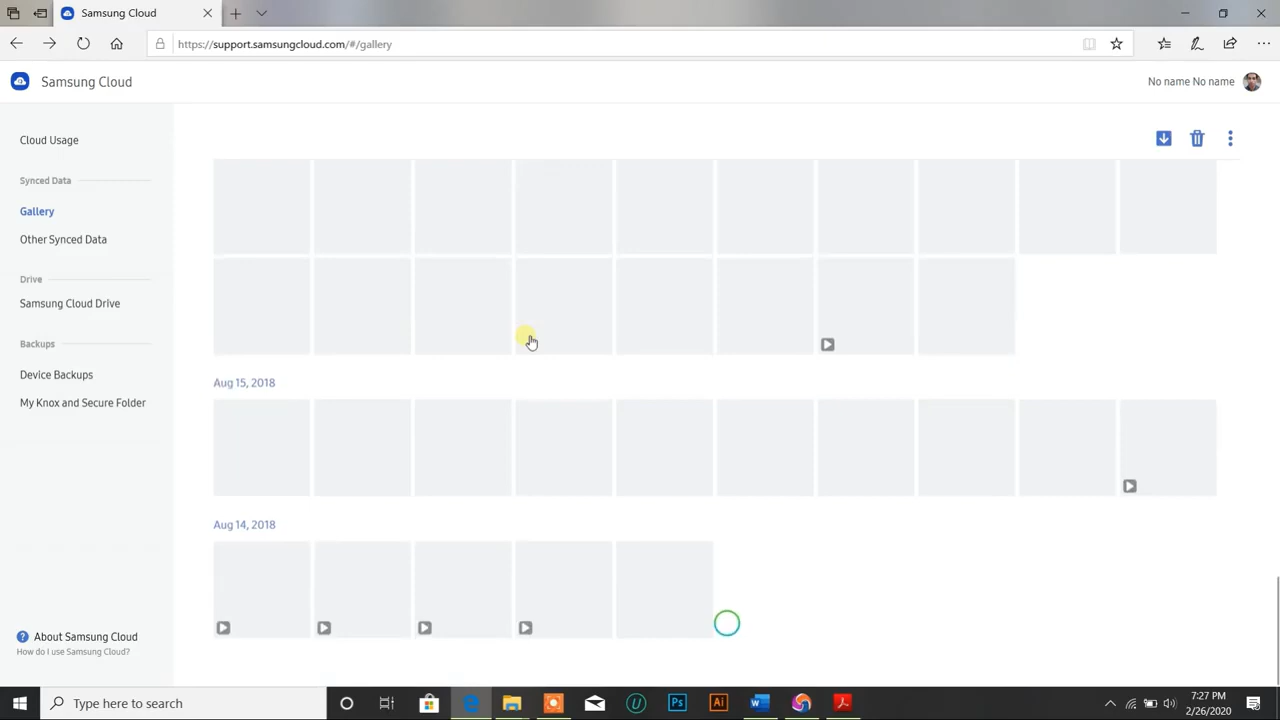 Samsung Cloud
https://support.samsungcloud.com/#/gallery
Samsung Cloud
No name No name
Cloud Usage
Synced Data
Gallery
Other Synced Data
Drive
Samsung Cloud Drive
Backups
Device Backups
My Knox and Secure Folder
Aug 15, 2018
Aug 14, 2018
? About Samsung Cloud
How do I use Samsung Cloud?
Type here to search
U
Ps
Ai
W
7:27 PM
2/26/2020